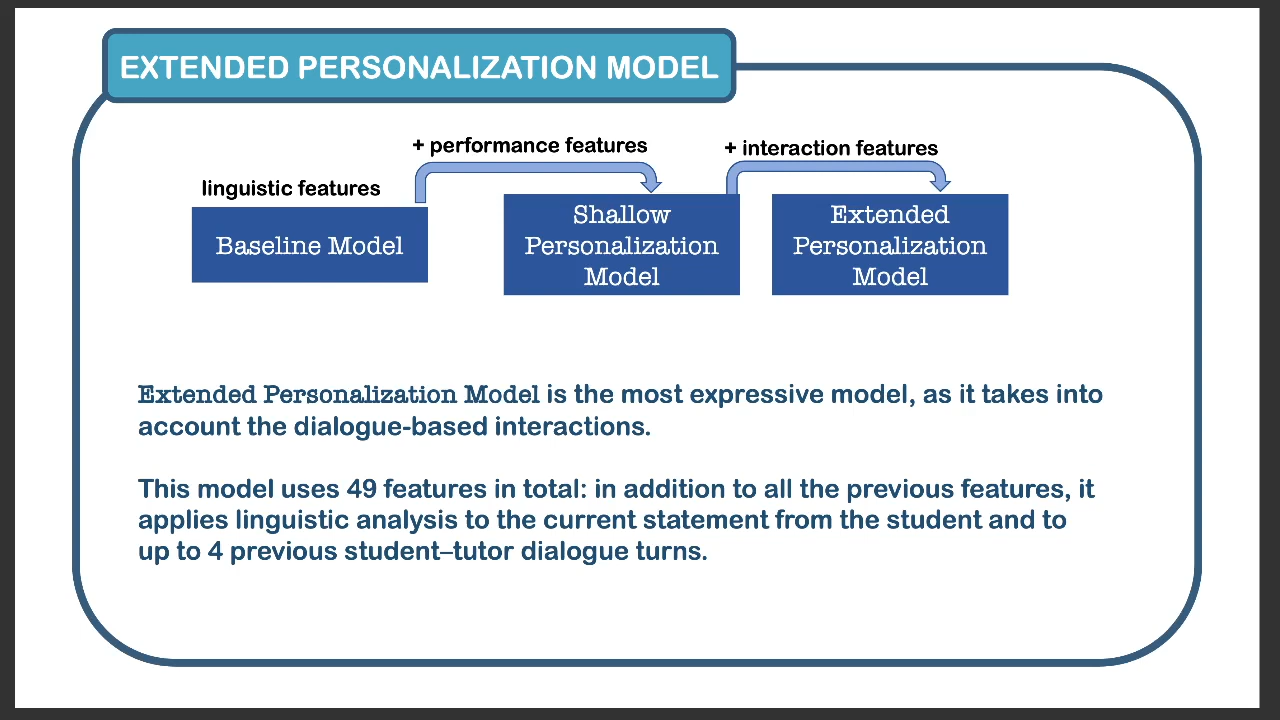 EXTENDED PERSONALIZATION MODEL
+ performance features
+ interaction features
linguistic features
Baseline Model
Shallow
Personalization
Model
Extended
Personalization
Model
Extended Personalization Model is the most expressive model, as it takes into
account the dialogue-based interactions.
This model uses 49 features in total: in addition to all the previous features, it
applies linguistic analysis to the current statement from the student and to
up to 4 previous student–tutor dialogue turns.